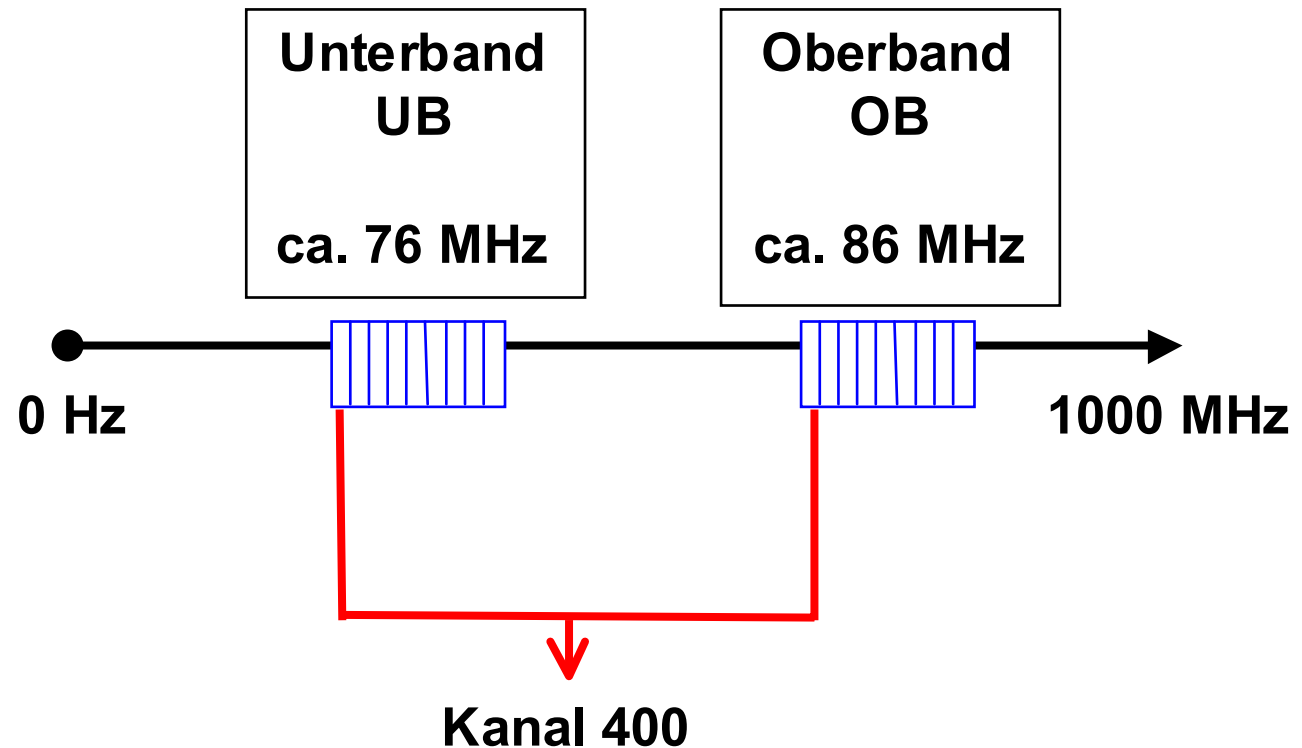 Unterband
UB
ca. 76 MHz
Oberband
OB
ca. 86 MHz
0 Hz
1000 MHz
Kanal 400